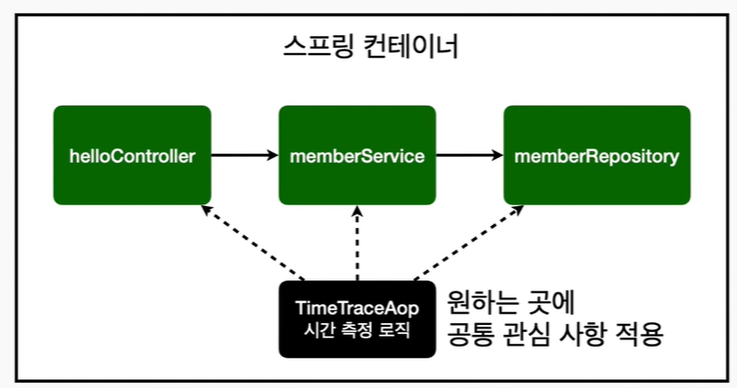 스프링 컨테이너
helloController
memberService
memberRepository
TimeTraceAop
시간 측정 로직
원하는 곳에
공통 관심 사항 적용